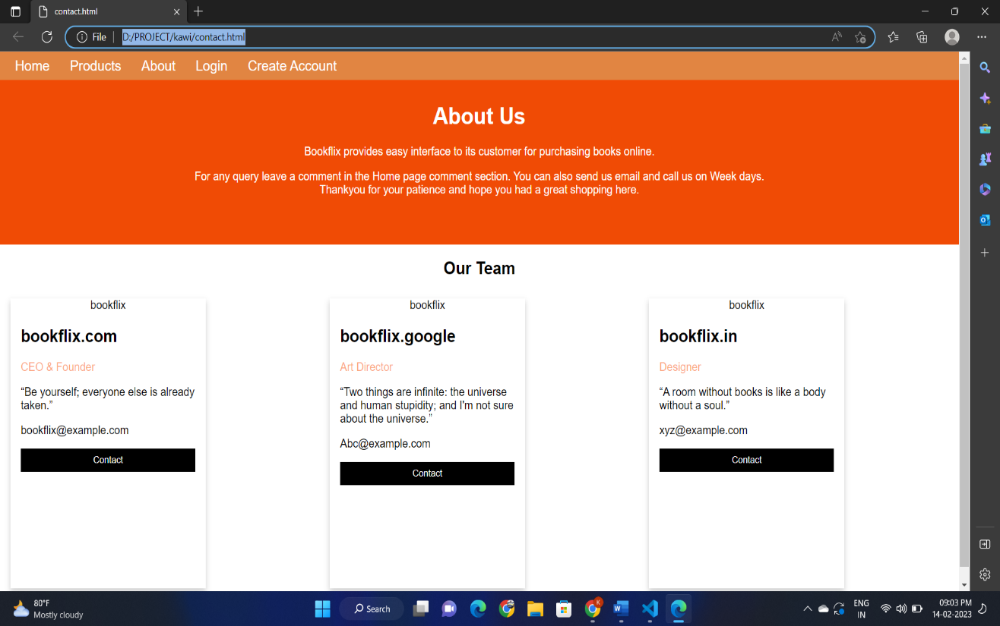 contact.html
File
D:/PROJECT/kawi/contact.html
Home Products About Login Create Account
About Us
Bookflix provides easy interface to its customer for purchasing books online.
For any query leave a comment in the Home page comment section. You can also send us email and call us on Week days.
Thankyou for your patience and hope you had a great shopping here.
Our Team
bookflix
bookflix.com
CEO & Founder
“Be yourself; everyone else is already
taken.”
bookflix@example.com
Contact
bookflix
bookflix.google
Art Director
“Two things are infinite: the universe
and human stupidity; and I'm not sure
about the universe.”
Abc@example.com
Contact
bookflix
bookflix.in
Designer
“A room without books is like a body
without a soul.”
xyz@example.com
Contact
80°F
Mostly cloudy
Search
ENG
IN
09:03 PM
14-02-2023